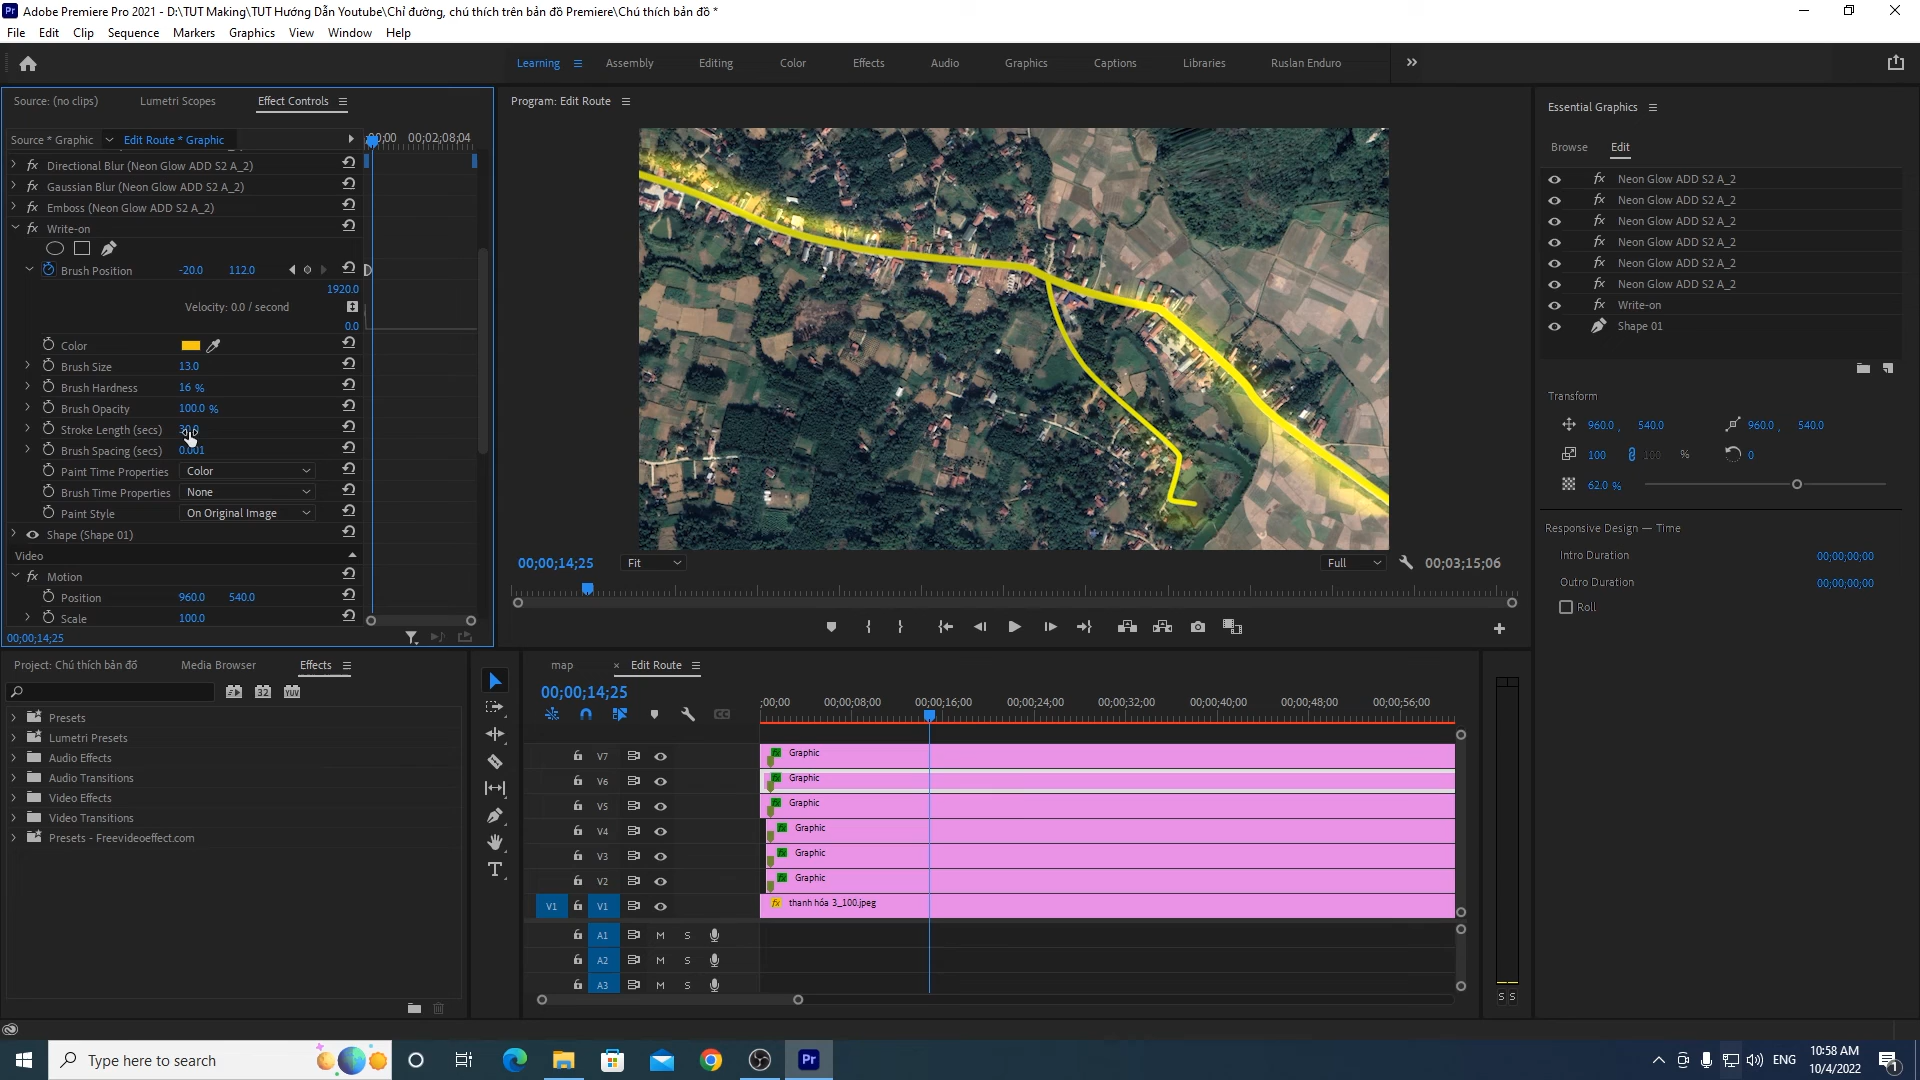 Adobe Premiere Pro 2021 - D:\TUT Making\TUT Hướng Dẫn Youtube\Chỉ đường, chú thích trên bản đồ Premiere\Chú thích bản đồ *
File Edit Clip Sequence Markers Graphics View Window Help
Learning Assembly Editing Color Effects Audio Graphics Captions Libraries Ruslan Enduro
Source: (no clips) Lumetri Scopes Effect Controls
Source * Graphic Edit Route * Graphic ;00;00 00;02;08;04
Directional Blur (Neon Glow ADD S2 A_2)
Gaussian Blur (Neon Glow ADD S2 A_2)
Emboss (Neon Glow ADD S2 A_2)
Write-on
Brush Position -20.0 112.0
1920.0
Velocity: 0.0 / second
0.0
Color
Brush Size 13.0
Brush Hardness 16 %
Brush Opacity 100.0 %
Stroke Length (secs)
Brush Spacing (secs) 0.001
Paint Time Properties Color
Brush Time Properties None
Paint Style On Original Image
Shape (Shape 01)
Video
Motion
Position 960.0 540.0
Scale 100.0
00;00;14;25
Program: Edit Route
00;00;14;25 Fit Full 00;03;15;06
Essential Graphics
Browse Edit
Neon Glow ADD S2 A_2
Neon Glow ADD S2 A_2
Neon Glow ADD S2 A_2
Neon Glow ADD S2 A_2
Neon Glow ADD S2 A_2
Neon Glow ADD S2 A_2
Write-on
Shape 01
Transform
960.0 , 540.0 960.0 , 540.0
100 100 % 0
62.0 %
Responsive Design — Time
Intro Duration 00;00;00;00
Outro Duration 00;00;00;00
Roll
Project: Chú thích bản đồ Media Browser Effects
32 YUV
Presets
Lumetri Presets
Audio Effects
Audio Transitions
Video Effects
Video Transitions
Presets - Freevideoeffect.com
map × Edit Route
00;00;14;25
;00;00 00;00;08;00 00;00;16;00 00;00;24;00 00;00;32;00 00;00;40;00 00;00;48;00 00;00;56;00
CC
V7 Graphic
V6 Graphic
V5 Graphic
V4 Graphic
V3 Graphic
V2 Graphic
V1 V1 thanh hóa 3_100.jpeg
A1 M S
A2 M S
A3 M S
S S
Type here to search
Pr
ENG
10:58 AM
10/4/2022
1